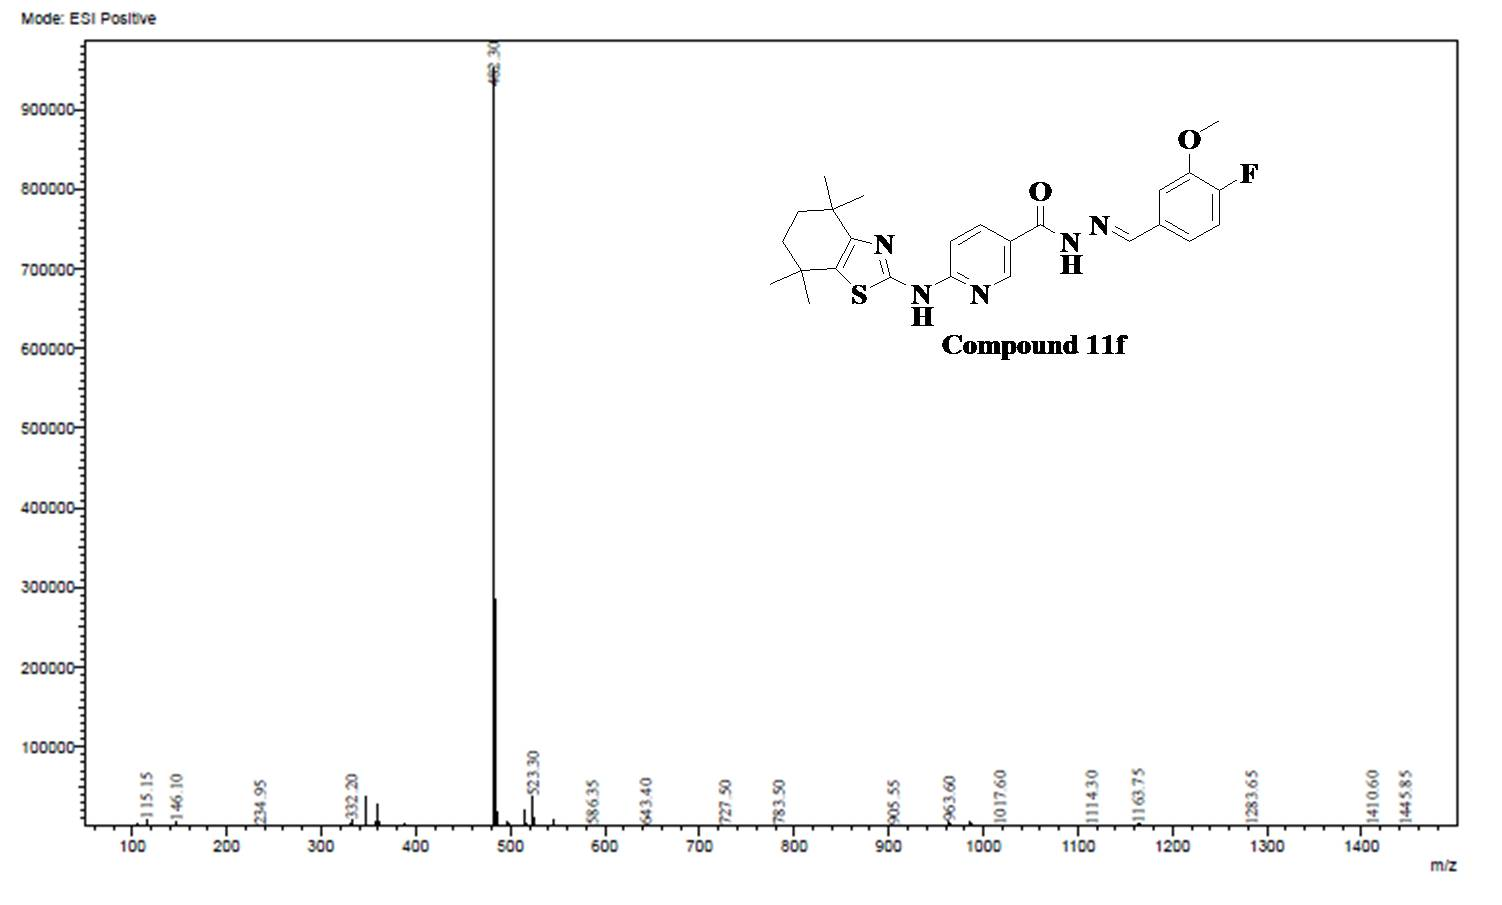 Mode: ESI Positive
482.30
900000
800000
700000
600000
500000
400000
300000
200000
100000
O
F
O
N
N
N
H
S
N
H
N
Compound 11f
115.15
146.10
234.95
332.20
523.30
586.35
643.40
727.50
783.50
905.55
963.60
1017.60
1114.30
1163.75
1283.65
1410.60
1445.85
100 200 300 400 500 600 700 800 900 1000 1100 1200 1300 1400
m/z